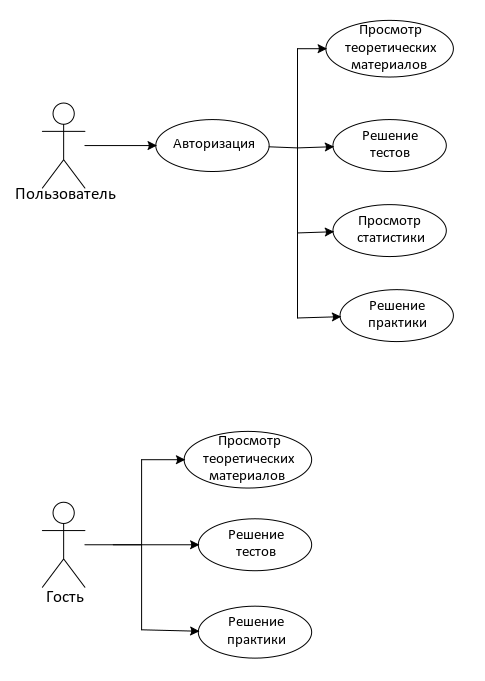 Просмотр
теоретических
материалов
Авторизация
Решение
тестов
Пользователь
Просмотр
статистики
Решение
практики
Просмотр
теоретических
материалов
Решение
тестов
Гость
Решение
практики